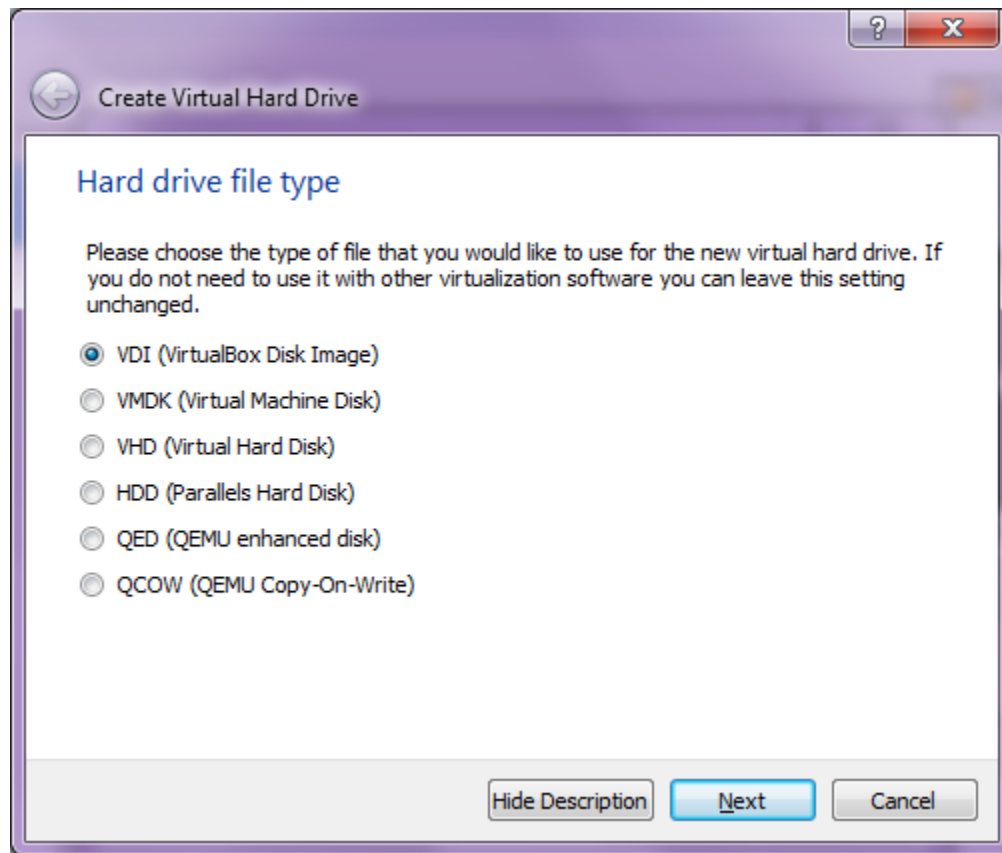 Create Virtual Hard Drive
Hard drive file type
Please choose the type of file that you would like to use for the new virtual hard drive. If
you do not need to use it with other virtualization software you can leave this setting
unchanged.
VDI (VirtualBox Disk Image)
VMDK (Virtual Machine Disk)
VHD (Virtual Hard Disk)
HDD (Parallels Hard Disk)
QED (QEMU enhanced disk)
QCOW (QEMU Copy-On-Write)
Hide Description Next Cancel